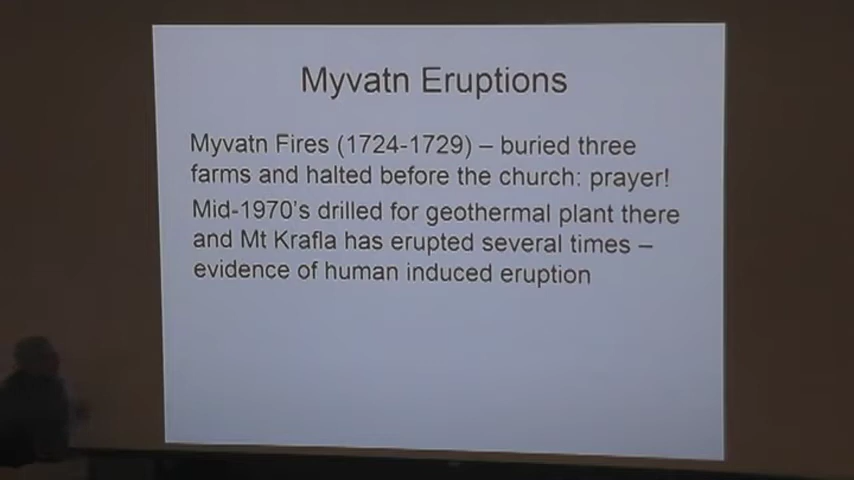 Myvatn Eruptions
Myvatn Fires (1724-1729) – buried three
farms and halted before the church: prayer!
Mid-1970's drilled for geothermal plant there
and Mt Krafla has erupted several times –
evidence of human induced eruption